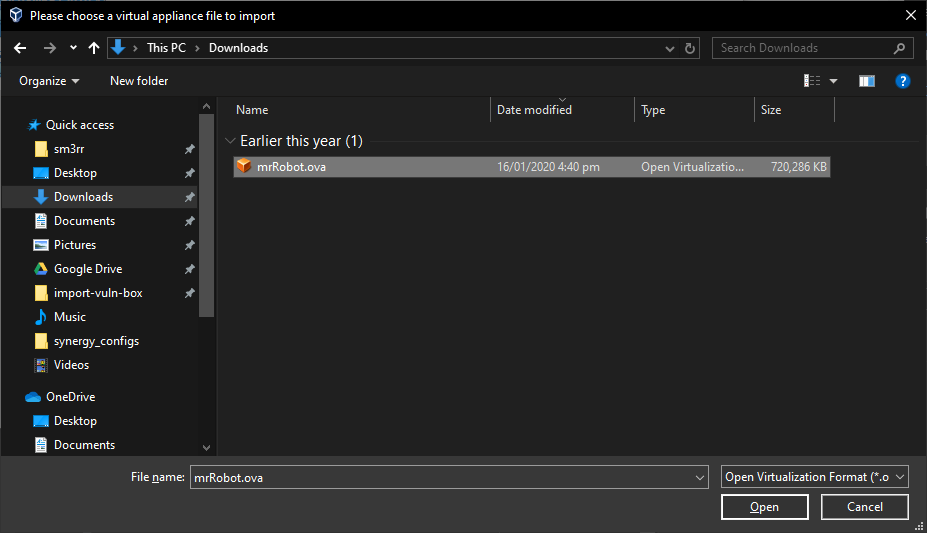 Please choose a virtual appliance file to import
This PC Downloads
Search Downloads
Organize New folder
Name Date modified Type Size
Quick access
sm3rr
Desktop
Downloads
Documents
Pictures
Google Drive
import-vuln-box
Music
synergy_configs
Videos
OneDrive
Desktop
Documents
Earlier this year (1)
mrRobot.ova 16/01/2020 4:40 pm Open Virtualizatio... 720,286 KB
File name: mrRobot.ova Open Virtualization Format (*.o
Open Cancel